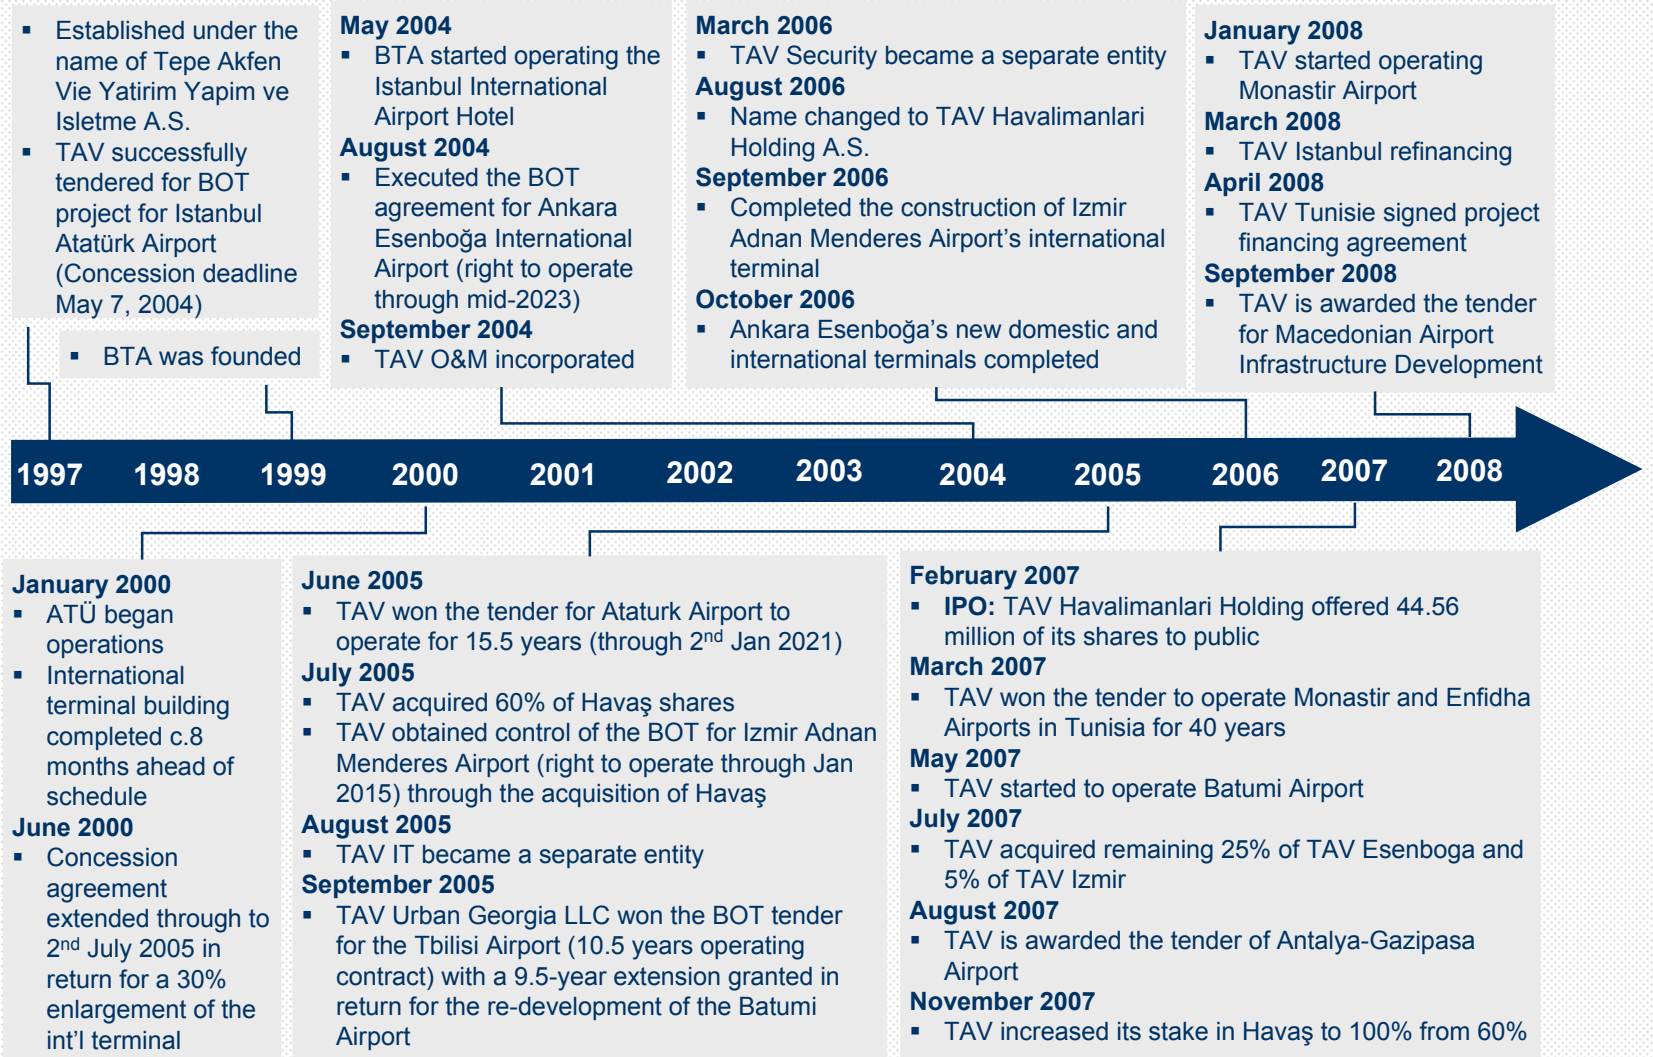 ▪ Established under the
name of Tepe Akfen
Vie Yatirim Yapim ve
Isletme A.S.
▪ TAV successfully
tendered for BOT
project for Istanbul
Atatürk Airport
(Concession deadline
May 7, 2004)
▪ BTA was founded
May 2004
▪ BTA started operating the
Istanbul International
Airport Hotel
August 2004
▪ Executed the BOT
agreement for Ankara
Esenboğa International
Airport (right to operate
through mid-2023)
September 2004
▪ TAV O&M incorporated
March 2006
▪ TAV Security became a separate entity
August 2006
▪ Name changed to TAV Havalimanlari
Holding A.S.
September 2006
▪ Completed the construction of Izmir
Adnan Menderes Airport's international
terminal
October 2006
▪ Ankara Esenboğa's new domestic and
international terminals completed
January 2008
▪ TAV started operating
Monastir Airport
March 2008
▪ TAV Istanbul refinancing
April 2008
▪ TAV Tunisie signed project
financing agreement
September 2008
▪ TAV is awarded the tender
for Macedonian Airport
Infrastructure Development
1997 1998 1999 2000 2001 2002 2003 2004 2005 2006 2007 2008
January 2000
▪ ATÜ began
operations
▪ International
terminal building
completed c.8
months ahead of
schedule
June 2000
▪ Concession
agreement
extended through to
2nd July 2005 in
return for a 30%
enlargement of the
int'l terminal
June 2005
▪ TAV won the tender for Ataturk Airport to
operate for 15.5 years (through 2nd Jan 2021)
July 2005
▪ TAV acquired 60% of Havaş shares
▪ TAV obtained control of the BOT for Izmir Adnan
Menderes Airport (right to operate through Jan
2015) through the acquisition of Havaş
August 2005
▪ TAV IT became a separate entity
September 2005
▪ TAV Urban Georgia LLC won the BOT tender
for the Tbilisi Airport (10.5 years operating
contract) with a 9.5-year extension granted in
return for the re-development of the Batumi
Airport
February 2007
▪ IPO: TAV Havalimanlari Holding offered 44.56
million of its shares to public
March 2007
▪ TAV won the tender to operate Monastir and Enfidha
Airports in Tunisia for 40 years
May 2007
▪ TAV started to operate Batumi Airport
July 2007
▪ TAV acquired remaining 25% of TAV Esenboga and
5% of TAV Izmir
August 2007
▪ TAV is awarded the tender of Antalya-Gazipasa
Airport
November 2007
▪ TAV increased its stake in Havaş to 100% from 60%